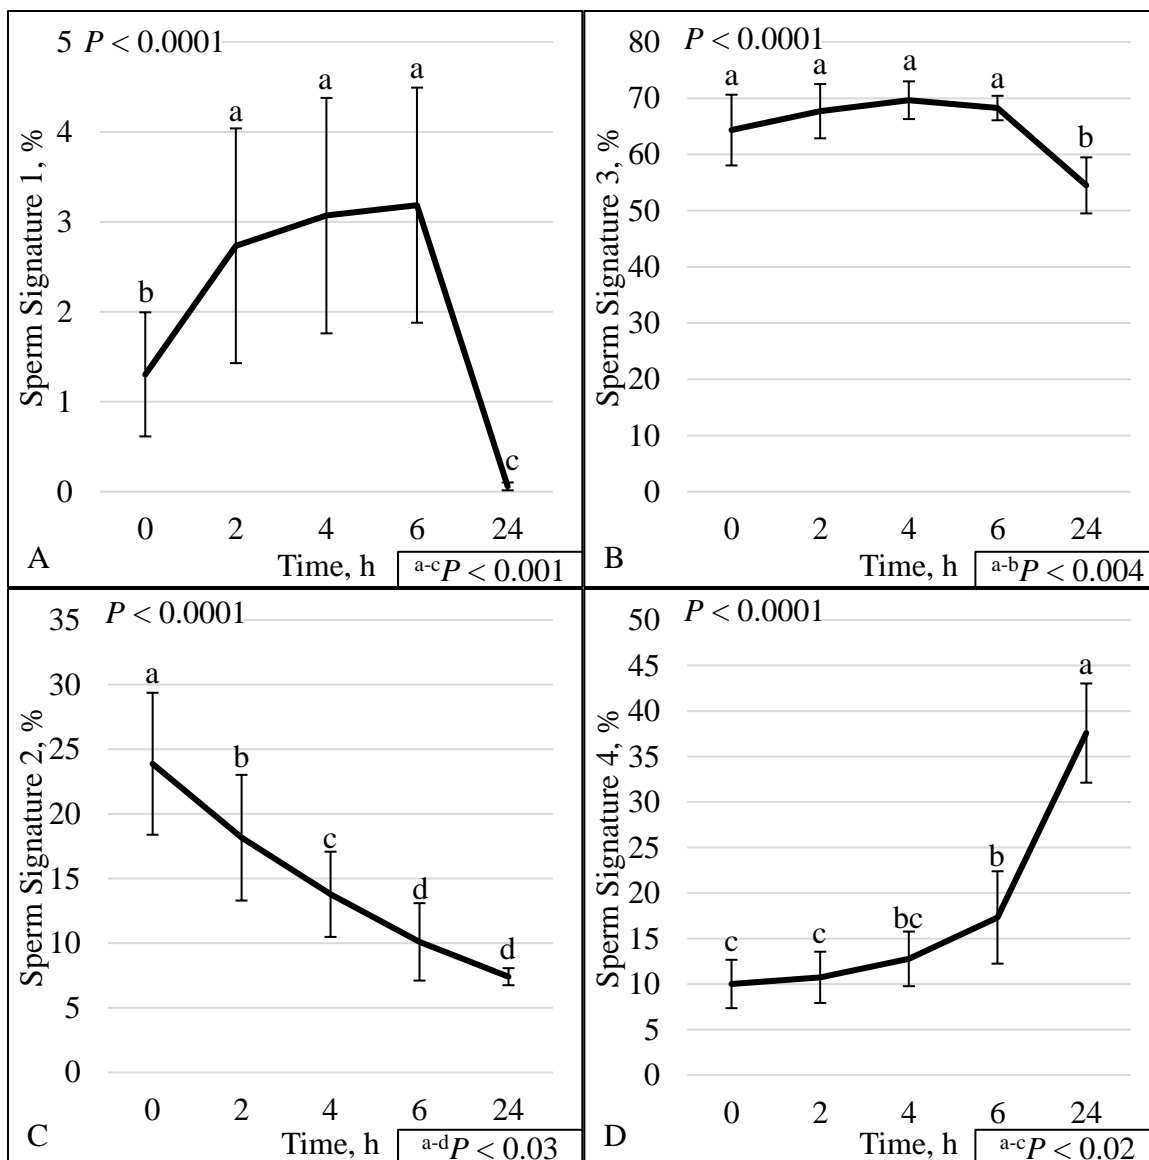 5 P < 0.0001
a a a
4
3
b
2
1
c
0
0 2 4 6 24
Sperm Signature 1, %
A Time, h a-cP < 0.001
80 P < 0.0001
a a a a
70
b
60
50
40
30
20
10
0
0 2 4 6 24
Sperm Signature 3, %
B Time, h a-bP < 0.004
35 P < 0.0001
a
30
b
25
20
c
15
d
10
d
5
0
0 2 4 6 24
Sperm Signature 2, %
C Time, h a-dP < 0.03
50 P < 0.0001
45
a
40
35
30
25
b
20
bc
15
c c
10
5
0
0 2 4 6 24
Sperm Signature 4, %
D Time, h a-cP < 0.02